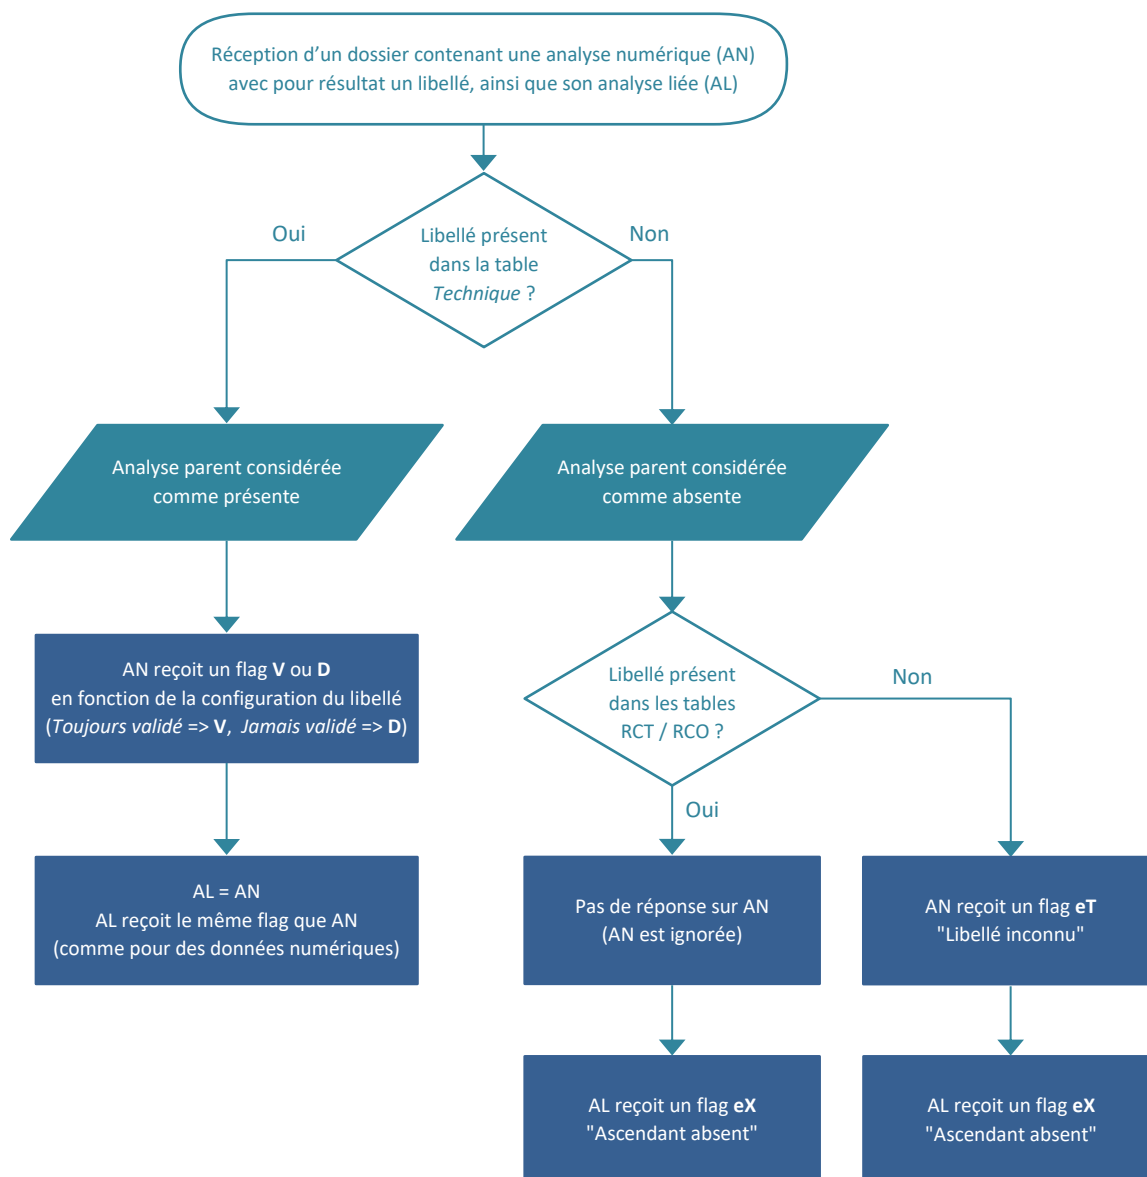 Réception d’un dossier contenant une analyse numérique (AN)
avec pour résultat un libellé, ainsi que son analyse liée (AL)
Oui
Libellé présent
dans la table
Technique ?
Non
Analyse parent considérée
comme présente
Analyse parent considérée
comme absente
AN reçoit un flag V ou D
en fonction de la configuration du libellé
(Toujours validé => V, Jamais validé => D)
Libellé présent
dans les tables
RCT / RCO ?
Non
Oui
AL = AN
AL reçoit le même flag que AN
(comme pour des données numériques)
Pas de réponse sur AN
(AN est ignorée)
AN reçoit un flag eT
"Libellé inconnu"
AL reçoit un flag eX
"Ascendant absent"
AL reçoit un flag eX
"Ascendant absent"